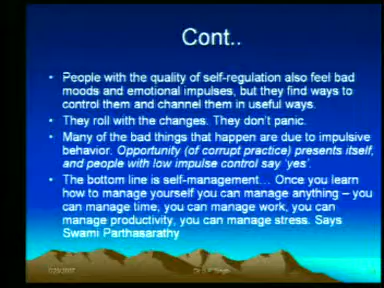 Cont..
• People with the quality of self-regulation also feel bad
moods and emotional impulses, but they find ways to
control them and channel them in useful ways.
• They roll with the changes. They don't panic.
• Many of the bad things that happen are due to impulsive
behavior. Opportunity (of corrupt practice) presents itself,
and people with low impulse control say 'yes'.
• The bottom line is self-management… Once you learn
how to manage yourself you can manage anything – you
can manage time, you can manage work, you can
manage productivity, you can manage stress. Says
Swami Parthasarathy